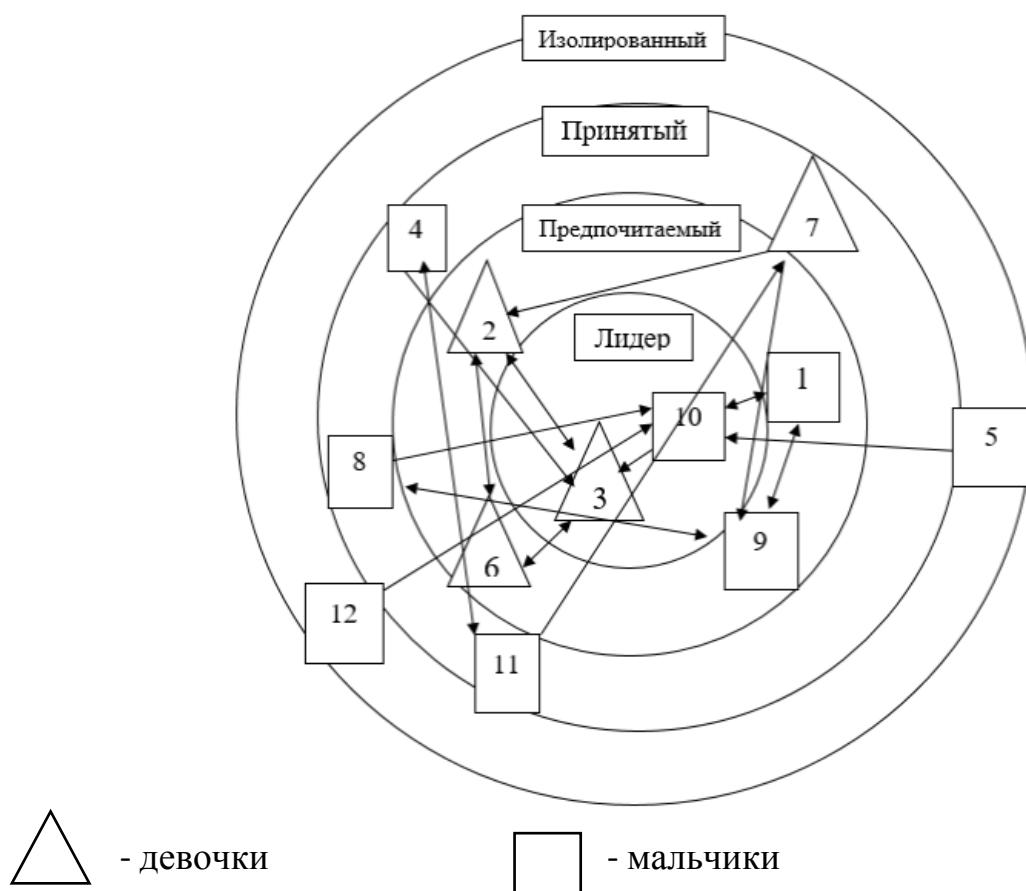 Изолированный
Принятый
Предпочитаемый
4
7
2
Лидер
1
10
5
8
3
9
6
12
11
- девочки
- мальчики